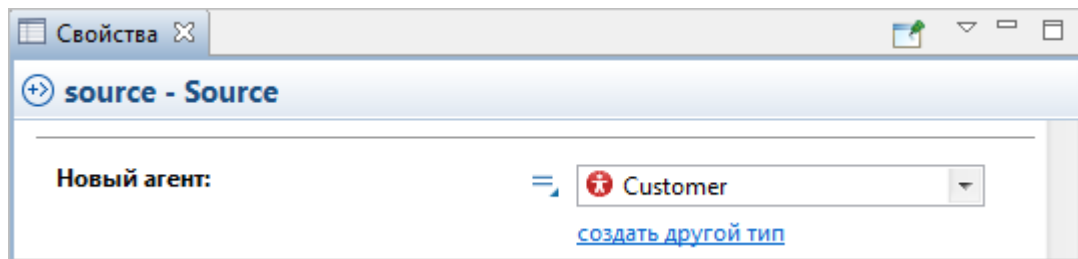 Свойства
source - Source
Новый агент:
Customer
создать другой тип